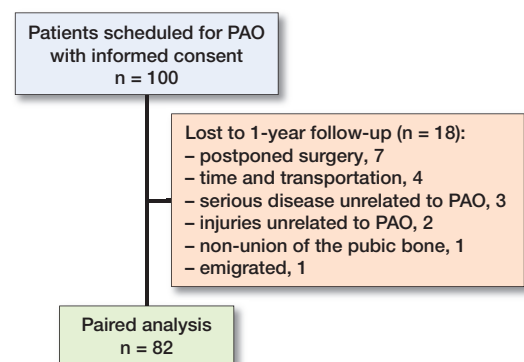 Patients scheduled for PAO
with informed consent
n = 100
Lost to 1-year follow-up (n = 18):
– postponed surgery, 7
– time and transportation, 4
– serious disease unrelated to PAO, 3
– injuries unrelated to PAO, 2
– non-union of the pubic bone, 1
– emigrated, 1
Paired analysis
n = 82